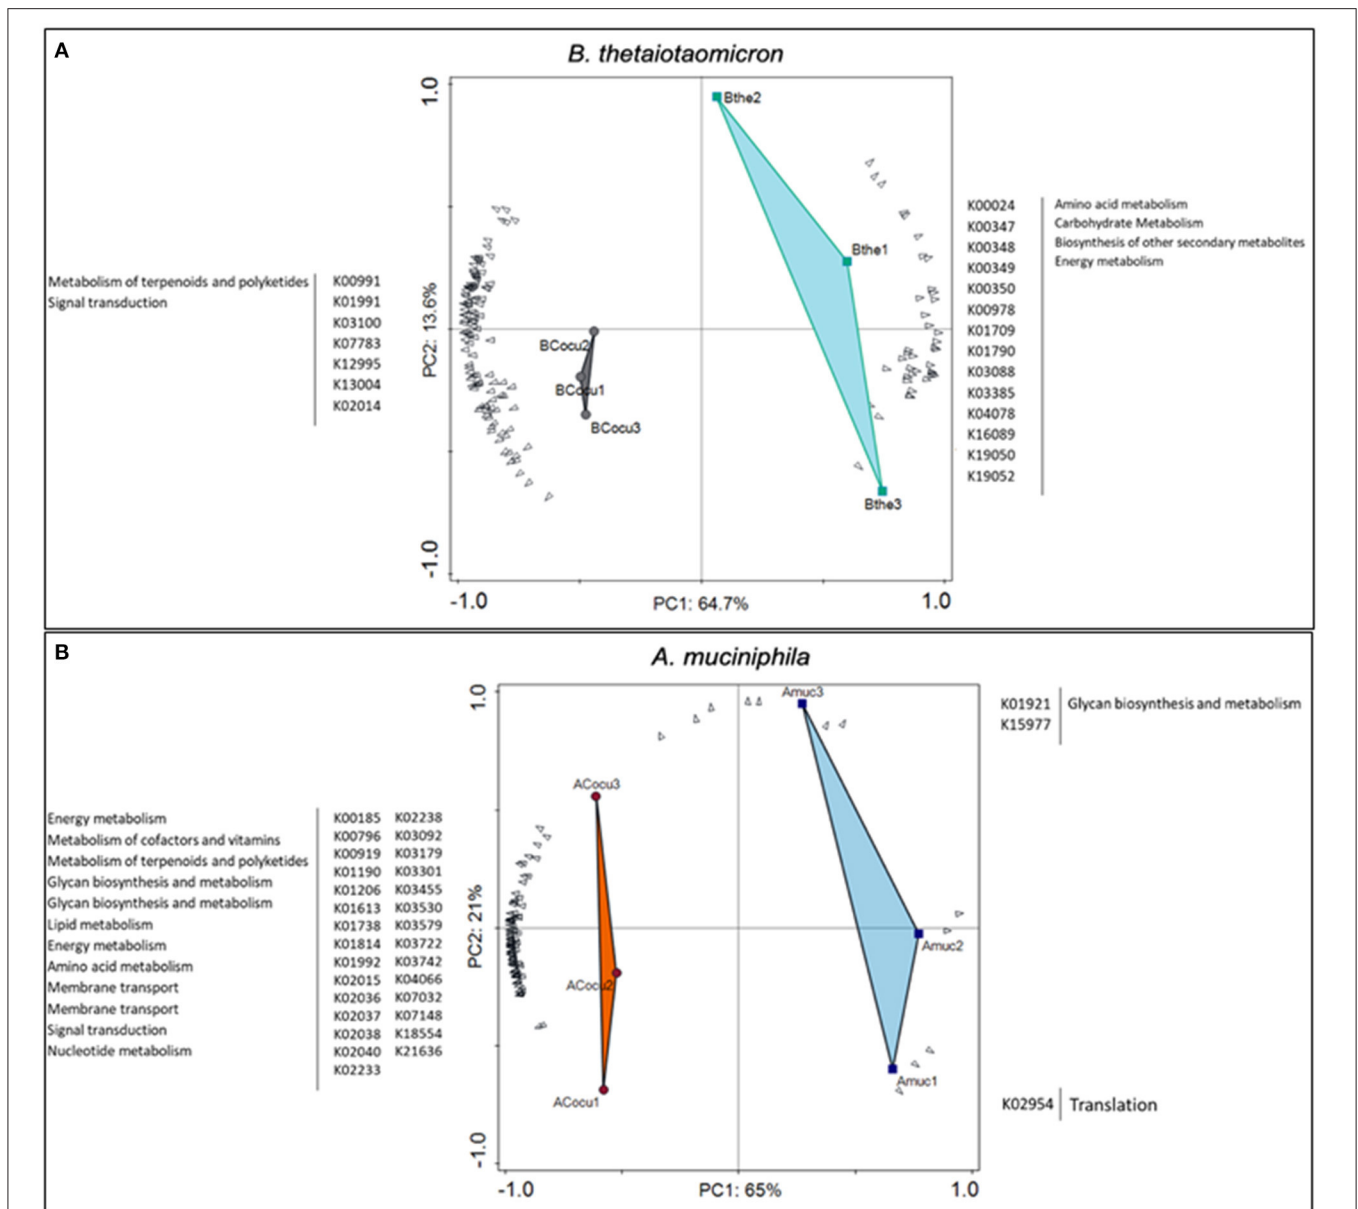 A
B. thetaiotaomicron
1.0
PC2: 13.6%
-1.0
-1.0
PC1: 64.7%
1.0
Bthe2
Bthe1
Bthe3
BCocu2
BCocu1
BCocu3
Metabolism of terpenoids and polyketides
Signal transduction
K00991
K01991
K03100
K07783
K12995
K13004
K02014
K00024
K00347
K00348
K00349
K00350
K00978
K01709
K01790
K03088
K03385
K04078
K16089
K19050
K19052
Amino acid metabolism
Carbohydrate Metabolism
Biosynthesis of other secondary metabolites
Energy metabolism
B
A. muciniphila
1.0
PC2: 21%
-1.0
-1.0
PC1: 65%
1.0
Amuc3
Amuc2
Amuc1
ACocu3
ACocu2
ACocu1
Energy metabolism
Metabolism of cofactors and vitamins
Metabolism of terpenoids and polyketides
Glycan biosynthesis and metabolism
Glycan biosynthesis and metabolism
Lipid metabolism
Energy metabolism
Amino acid metabolism
Membrane transport
Membrane transport
Signal transduction
Nucleotide metabolism
K00185 K02238
K00796 K03092
K00919 K03179
K01190 K03301
K01206 K03455
K01613 K03530
K01738 K03579
K01814 K03722
K01992 K03742
K02015 K04066
K02036 K07032
K02037 K07148
K02038 K18554
K02040 K21636
K02233
K01921 Glycan biosynthesis and metabolism
K15977
K02954 Translation